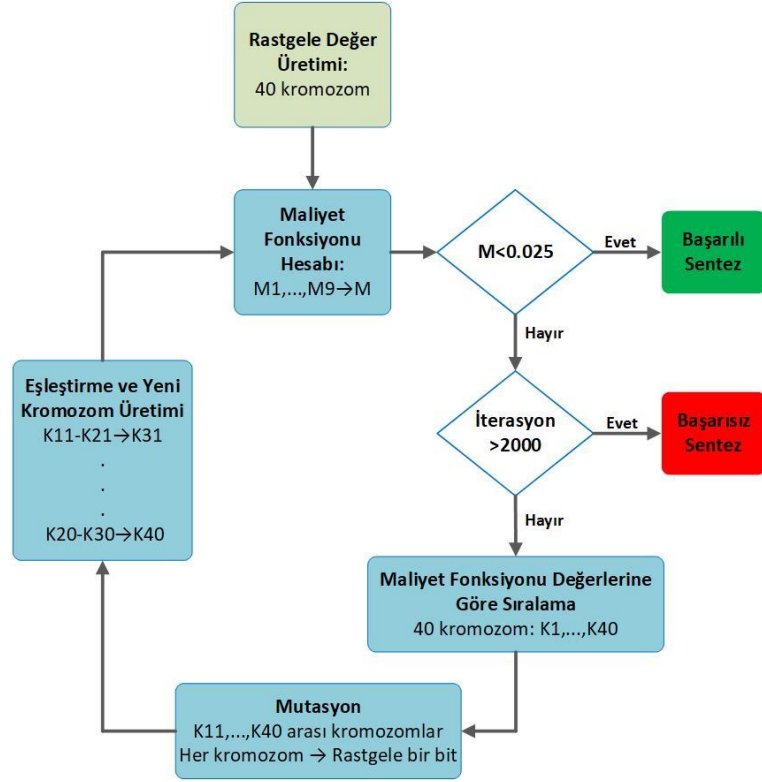 Rastgele Değer
Üretimi:
40 kromozom
Maliyet
Fonksiyonu
Hesabı:
M1,...,M9→M
M<0.025
Evet
Başarılı
Sentez
Hayır
İterasyon
>2000
Evet
Başarısız
Sentez
Hayır
Maliyet Fonksiyonu Değerlerine
Göre Sıralama
40 kromozom: K1,...,K40
Mutasyon
K11,...,K40 arası kromozomlar
Her kromozom → Rastgele bir bit
Eşleştirme ve Yeni
Kromozom Üretimi
K11-K21→K31
.
.
.
K20-K30→K40